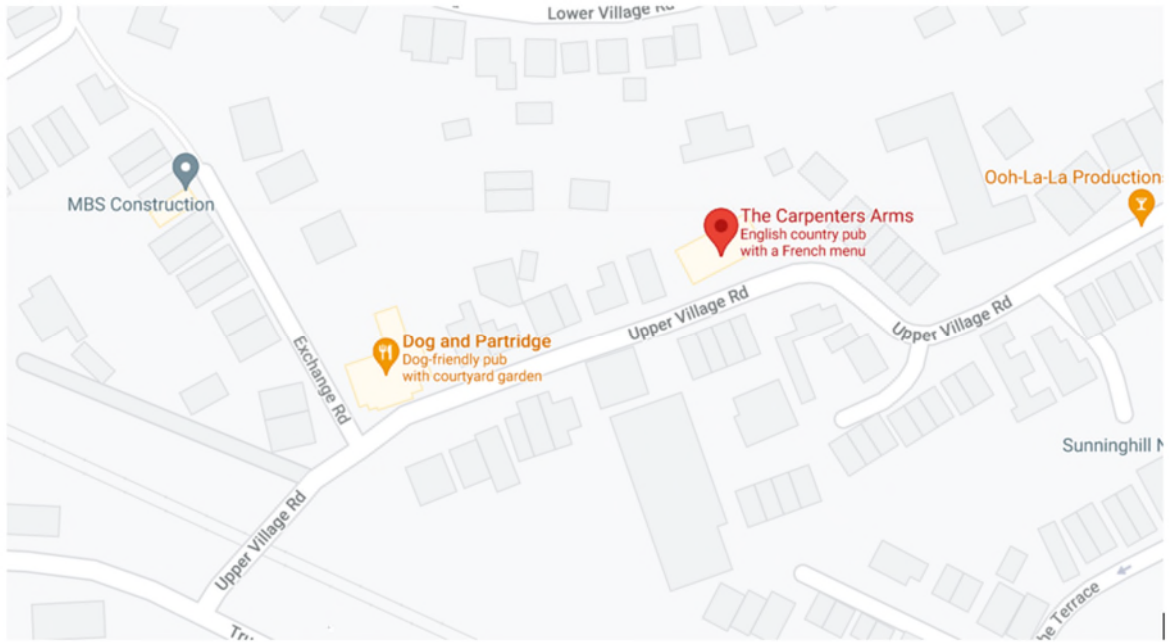 Lower Village Rd
Ooh-La-La Production
MBS Construction
The Carpenters Arms
English country pub
with a French menu
Upper Village Rd
Upper Village Rd
Exchange Rd
Dog and Partridge
Dog-friendly pub
with courtyard garden
Sunninghill
Upper Village Rd
Terrace